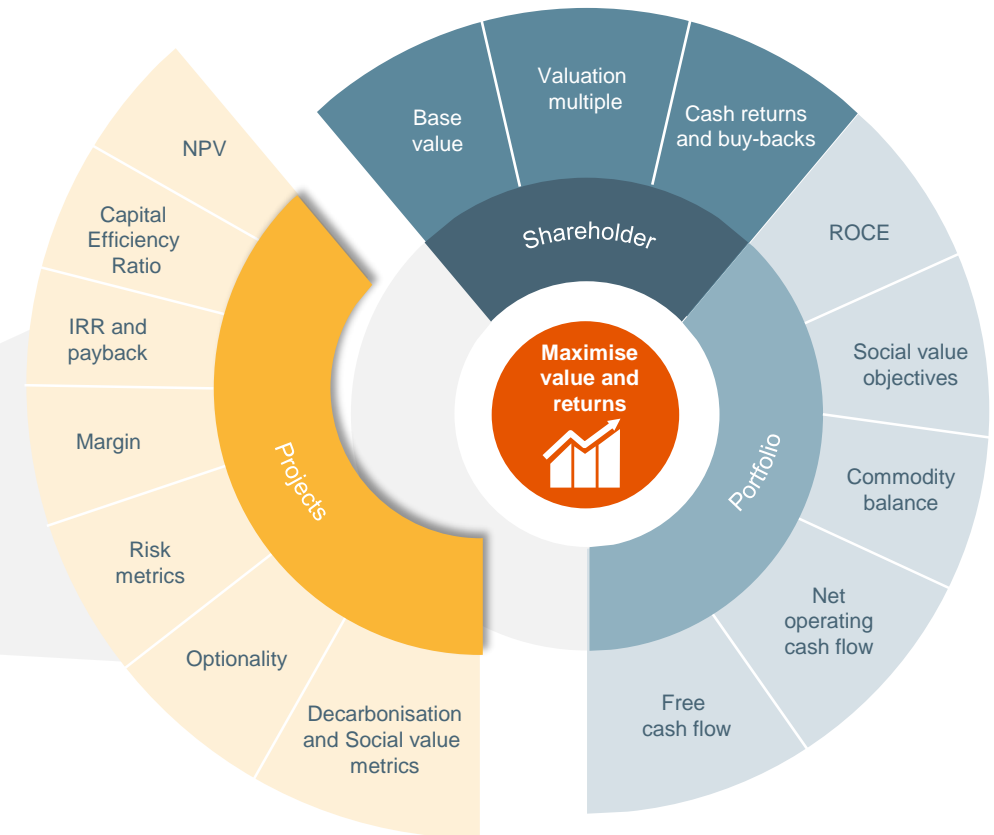 Base
value
Valuation
multiple
Cash returns
and buy-backs
Shareholder
NPV
Capital
Efficiency
Ratio
IRR and
payback
Margin
Risk
metrics
Optionality
Decarbonisation
and Social value
metrics
Projects
Maximise
value and
returns
Portfolio
ROCE
Social value
objectives
Commodity
balance
Net
operating
cash flow
Free
cash flow